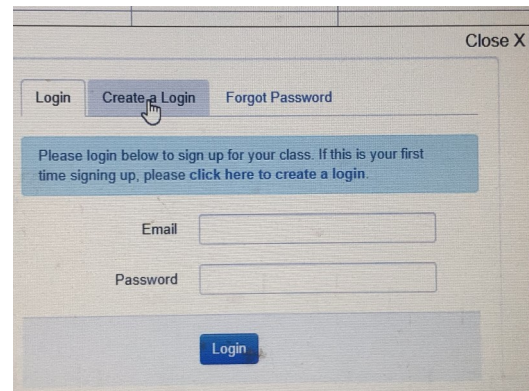 Close X
Login Create a Login Forgot Password
Please login below to sign up for your class. If this is your first
time signing up, please click here to create a login.
Email
Password
Login